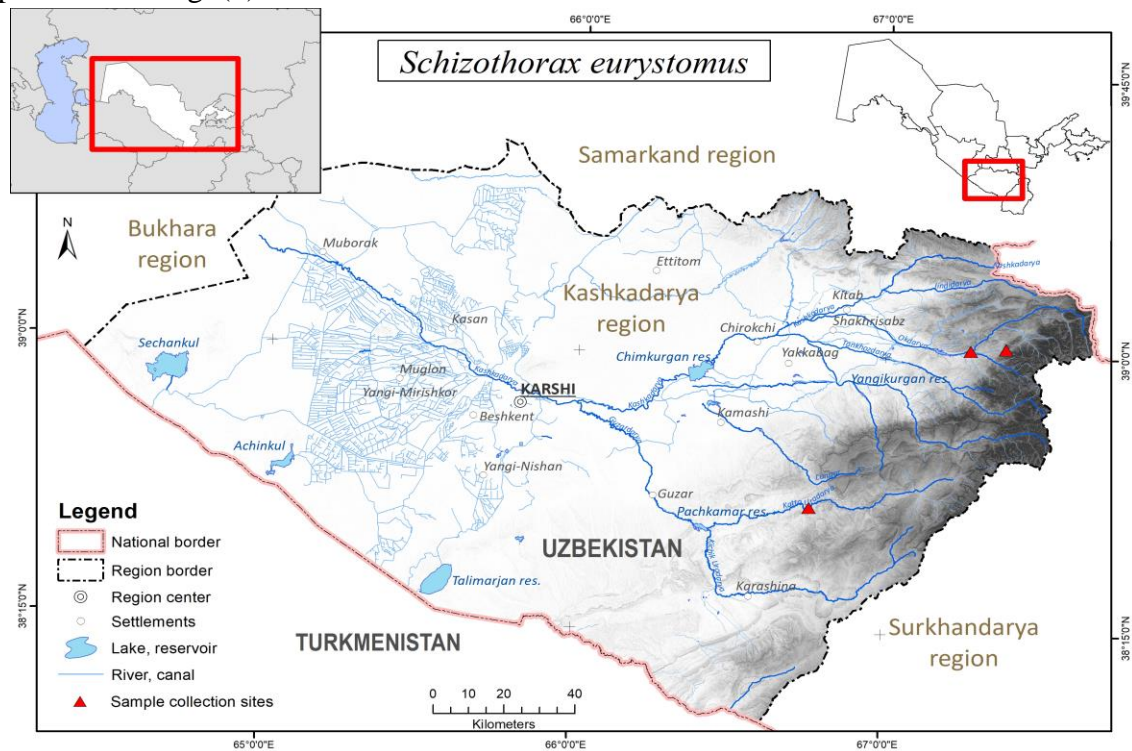 66°0'0"E
67°0'0"E
Schizothorax eurystomus
39°45'0"N
Samarkand region
N
Bukhara
region
Muborak
Ettitom
Kashkadarya
region
Kitab
Kasan
Chirokchi
Shakhrisabz
39°0'0"N
Sechankul
Chimkurgan res.
Yakkabag
39°0'0"N
Muglon
Kashkadarya
Yangi-Mirishkor
KARSHI
Yangikurgan res.
Beshkent
Kamashi
Achinkul
Yangi-Nishan
Guzar
Pachkamar res.
Legend
National border
UZBEKISTAN
Region border
Region center
Talimarjan res.
Karashina
Settlements
38°15'0"N
Lake, reservoir
TURKMENISTAN
Surkhandarya
region
38°15'0"N
River, canal
Sample collection sites
0 10 20 40
Kilometers
65°0'0"E
66°0'0"E
67°0'0"E